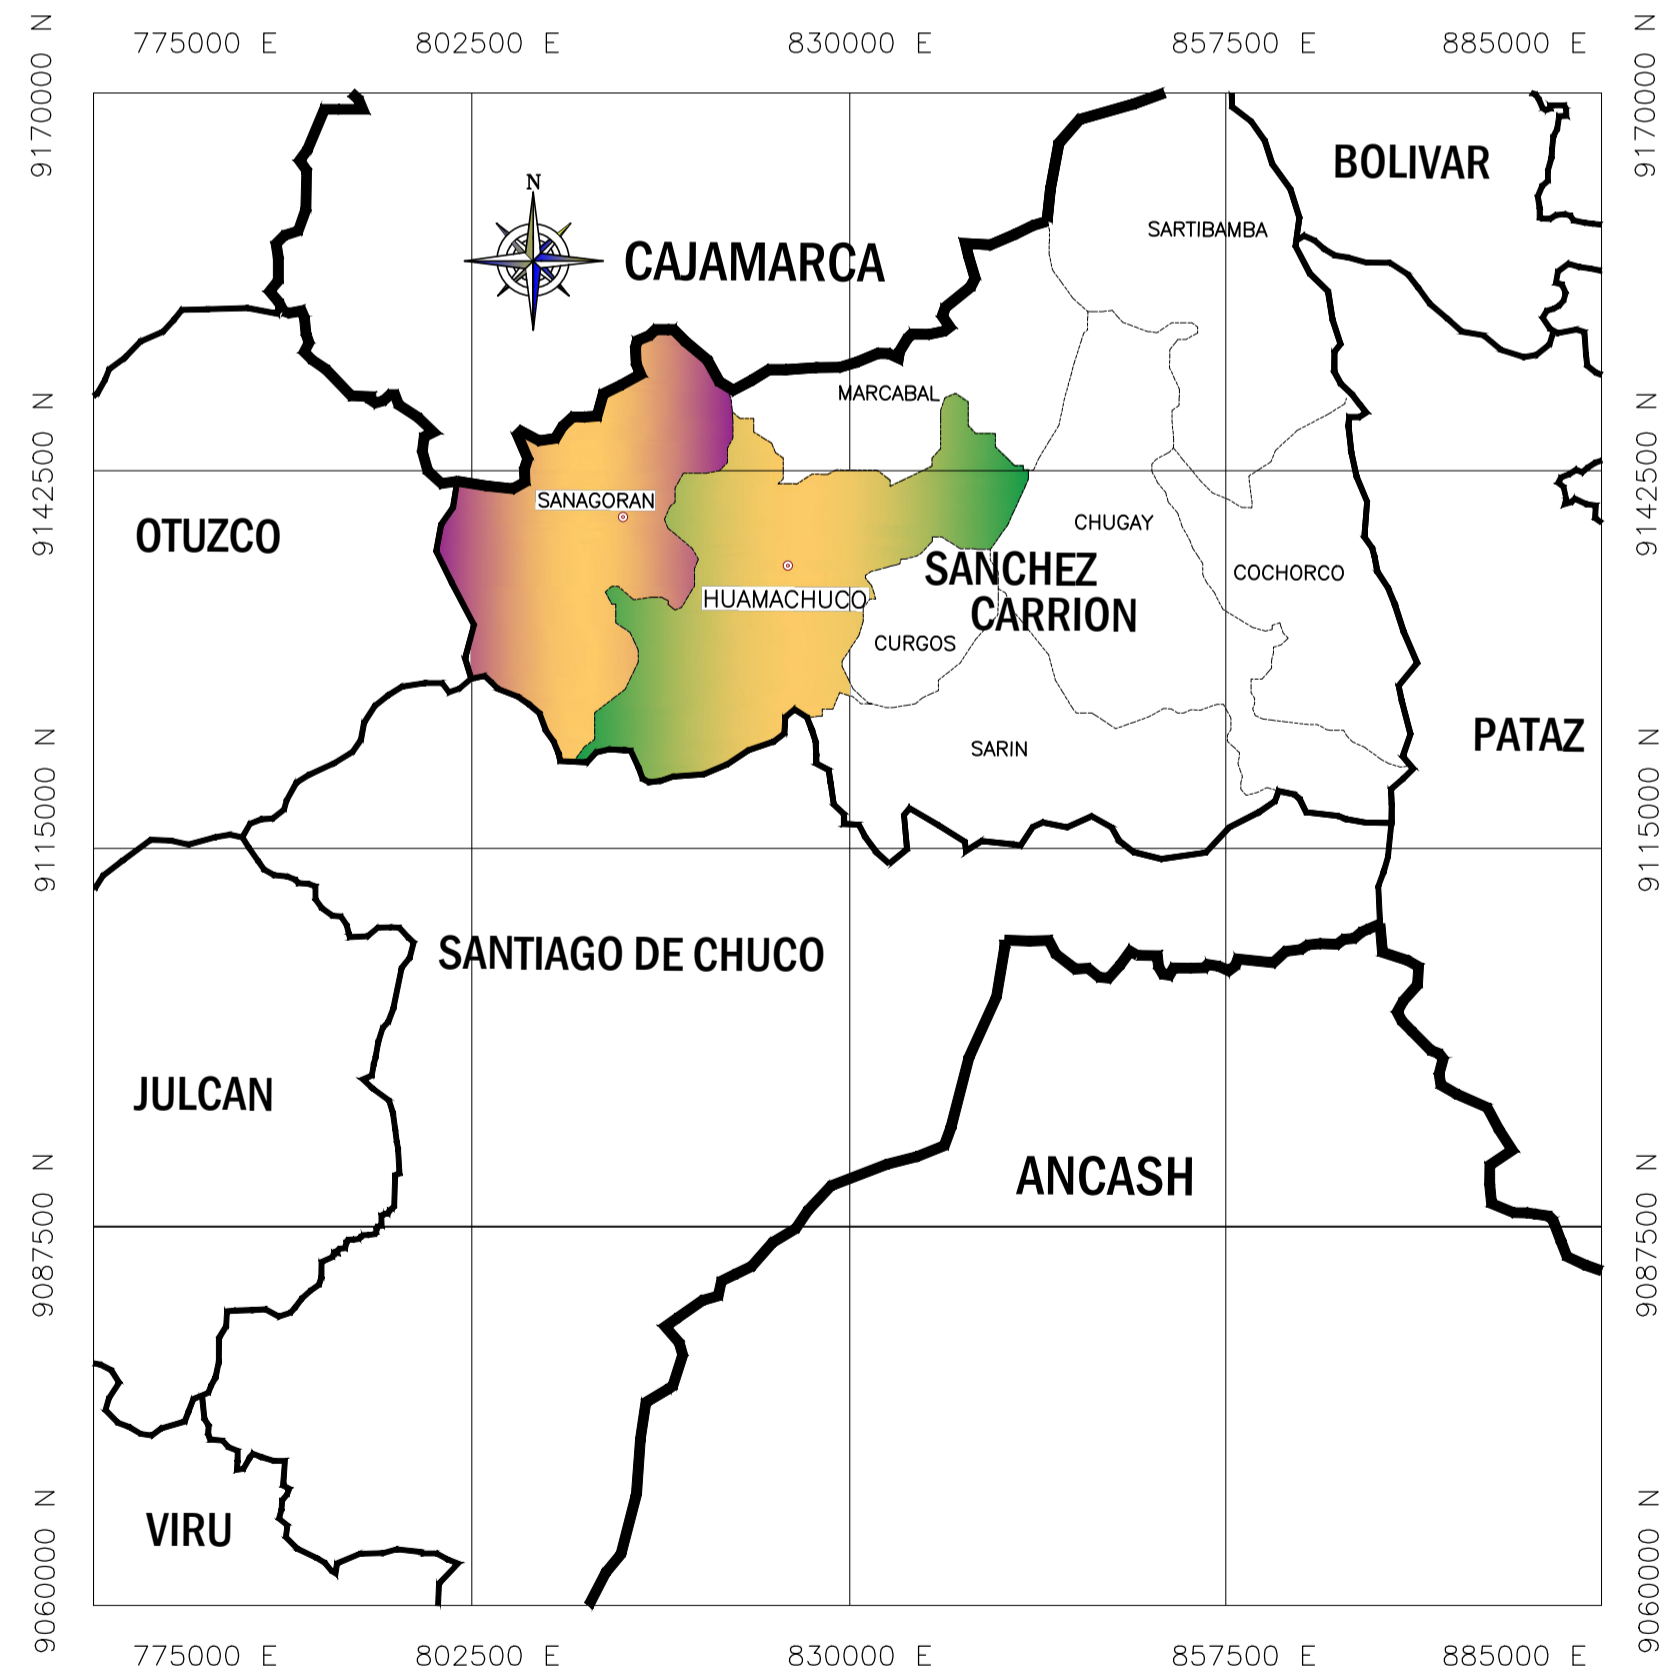 775000 E 802500 E 830000 E 857500 E 885000 E
9170000 N
9170000 N
BOLIVAR
N
SARTIBAMBA
CAJAMARCA
MARCABAL
9142500 N
9142500 N
SANAGORAN
CHUGAY
OTUZCO
SANCHEZ
CARRION
COCHORCO
HUAMACHUCO
CURGOS
PATAZ
SARIN
9115000 N
9115000 N
SANTIAGO DE CHUCO
JULCAN
ANCASH
9087500 N
9087500 N
VIRU
9060000 N
9060000 N
775000 E 802500 E 830000 E 857500 E 885000 E